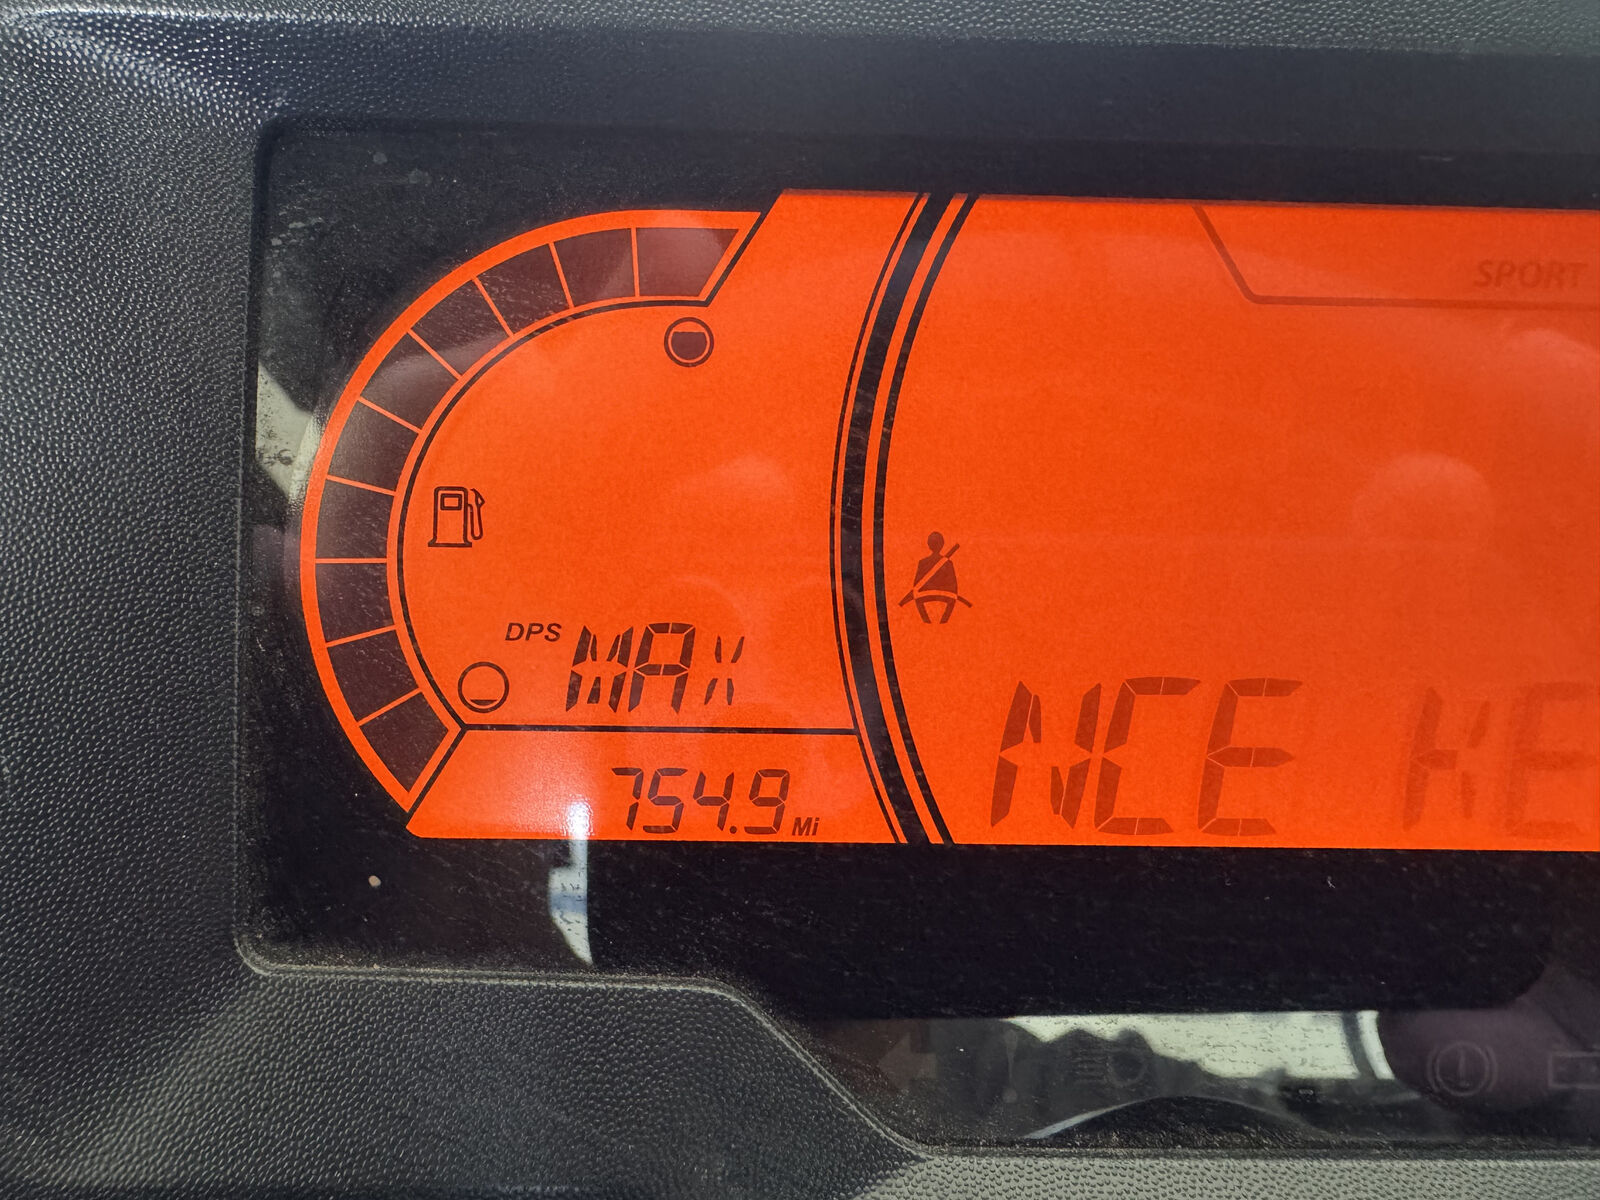 SPORT
DPS MAX
NCE KE
754.9 Mi